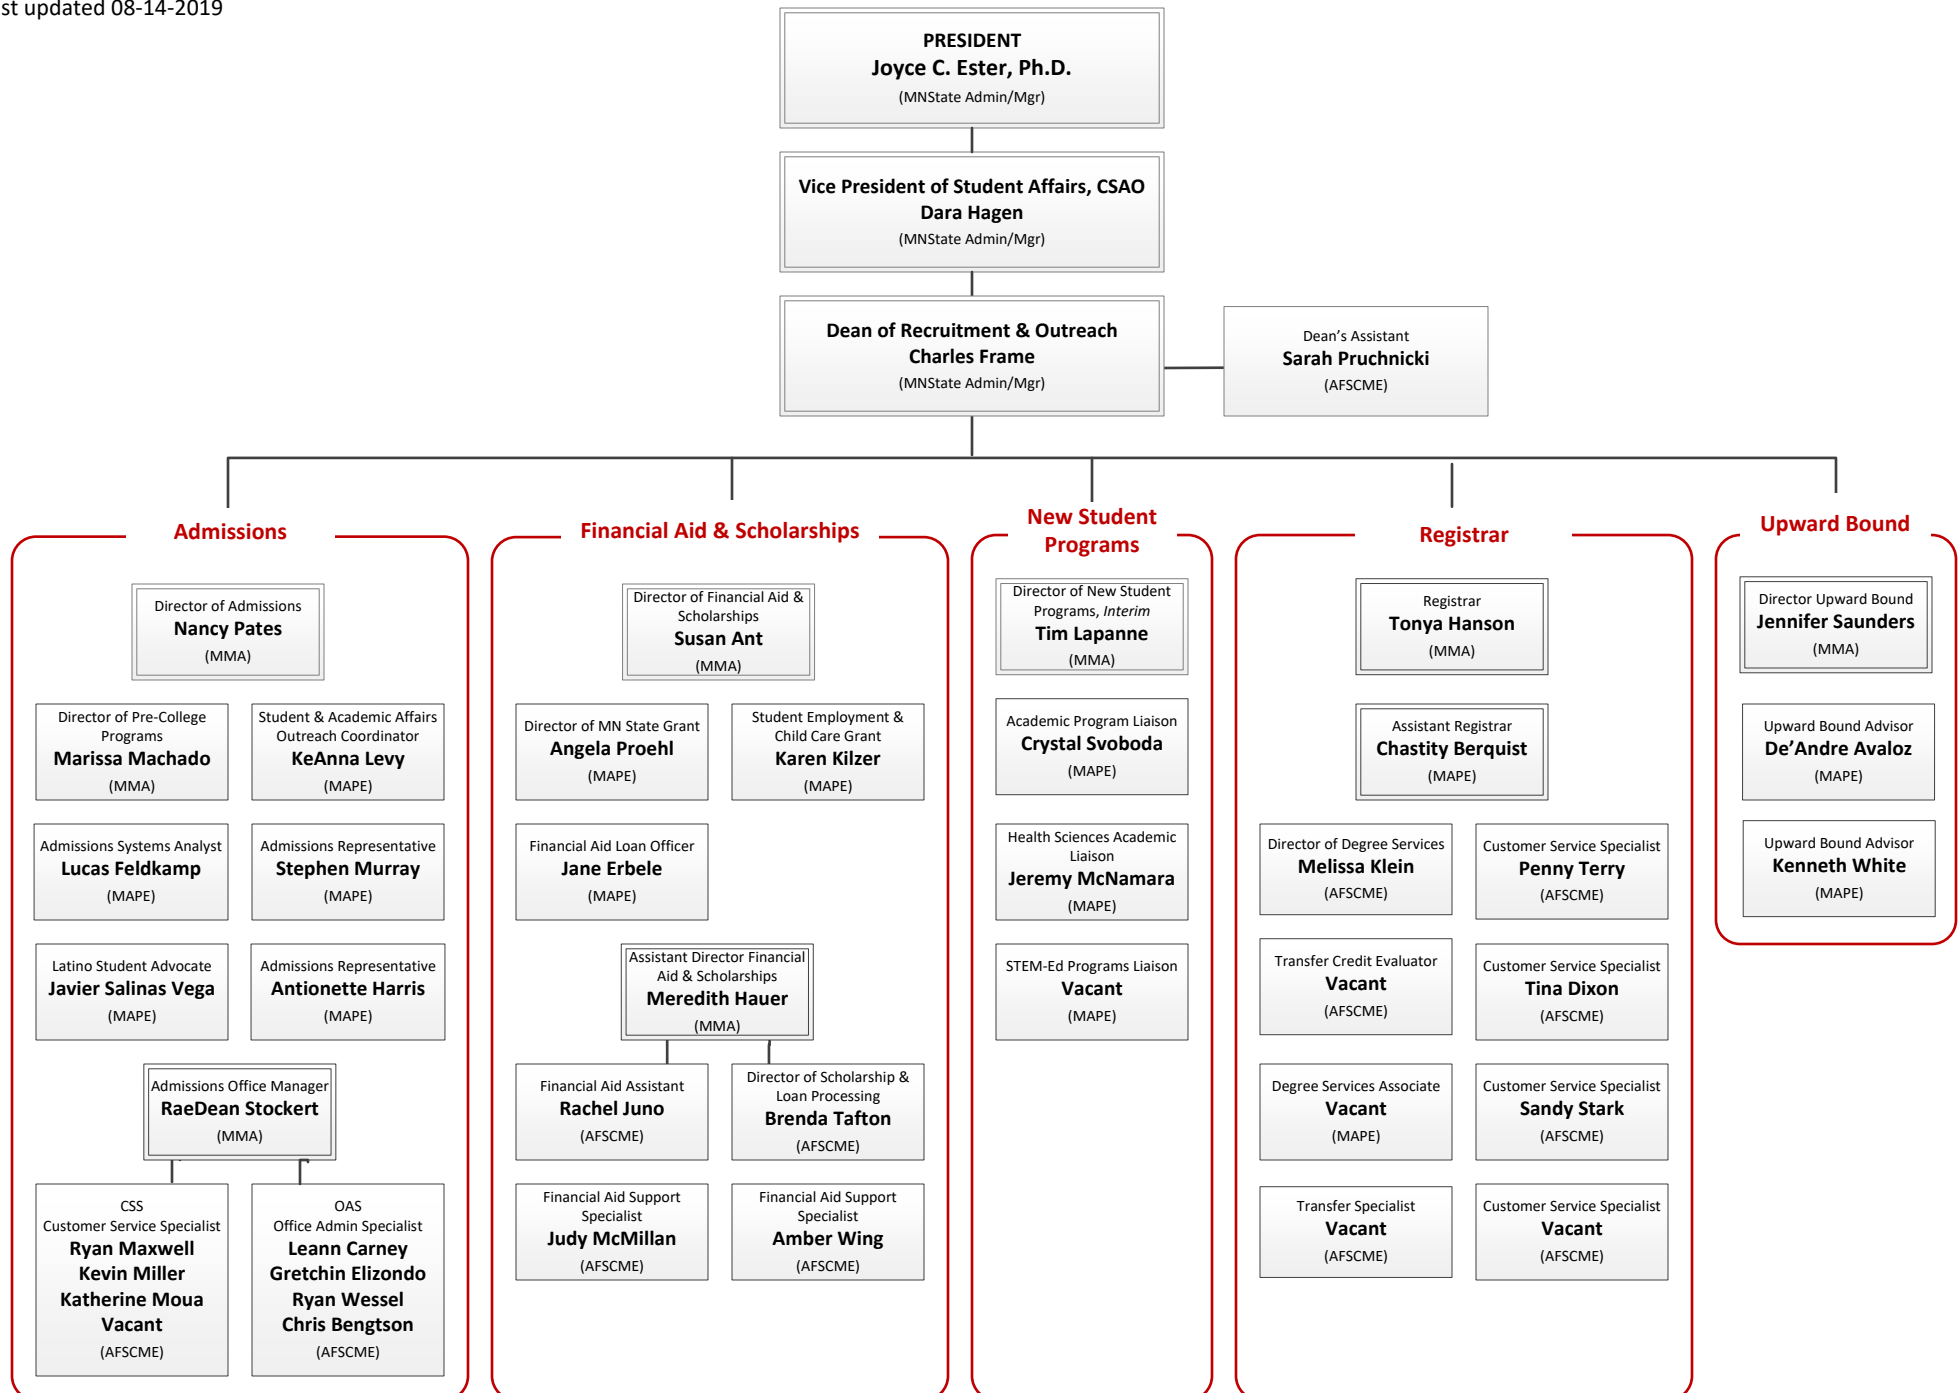 st updated 08-14-2019
PRESIDENT
Joyce C. Ester, Ph.D.
(MNState Admin/Mgr)
Vice President of Student Affairs, CSAO
Dara Hagen
(MNState Admin/Mgr)
Dean of Recruitment & Outreach
Charles Frame
(MNState Admin/Mgr)
Dean's Assistant
Sarah Pruchnicki
(AFSCME)
Admissions
Director of Admissions
Nancy Pates
(MMA)
Director of Pre-College
Programs
Marissa Machado
(MMA)
Student & Academic Affairs
Outreach Coordinator
KeAnna Levy
(MAPE)
Admissions Systems Analyst
Lucas Feldkamp
(MAPE)
Admissions Representative
Stephen Murray
(MAPE)
Latino Student Advocate
Javier Salinas Vega
(MAPE)
Admissions Representative
Antionette Harris
(MAPE)
Admissions Office Manager
RaeDean Stockert
(MMA)
CSS
Customer Service Specialist
Ryan Maxwell
Kevin Miller
Katherine Moua
Vacant
(AFSCME)
OAS
Office Admin Specialist
Leann Carney
Gretchin Elizondo
Ryan Wessel
Chris Bengtson
(AFSCME)
Financial Aid & Scholarships
Director of Financial Aid &
Scholarships
Susan Ant
(MMA)
Director of MN State Grant
Angela Proehl
(MAPE)
Student Employment &
Child Care Grant
Karen Kilzer
(MAPE)
Financial Aid Loan Officer
Jane Erbele
(MAPE)
Assistant Director Financial
Aid & Scholarships
Meredith Hauer
(MMA)
Financial Aid Assistant
Rachel Juno
(AFSCME)
Director of Scholarship &
Loan Processing
Brenda Tafton
(AFSCME)
Financial Aid Support
Specialist
Judy McMillan
(AFSCME)
Financial Aid Support
Specialist
Amber Wing
(AFSCME)
New Student
Programs
Director of New Student
Programs, Interim
Tim Lapanne
(MMA)
Academic Program Liaison
Crystal Svoboda
(MAPE)
Health Sciences Academic
Liaison
Jeremy McNamara
(MAPE)
STEM-Ed Programs Liaison
Vacant
(MAPE)
Registrar
Registrar
Tonya Hanson
(MMA)
Assistant Registrar
Chastity Berquist
(MAPE)
Director of Degree Services
Melissa Klein
(AFSCME)
Customer Service Specialist
Penny Terry
(AFSCME)
Transfer Credit Evaluator
Vacant
(AFSCME)
Customer Service Specialist
Tina Dixon
(AFSCME)
Degree Services Associate
Vacant
(MAPE)
Customer Service Specialist
Sandy Stark
(AFSCME)
Transfer Specialist
Vacant
(AFSCME)
Customer Service Specialist
Vacant
(AFSCME)
Upward Bound
Director Upward Bound
Jennifer Saunders
(MMA)
Upward Bound Advisor
De'Andre Avaloz
(MAPE)
Upward Bound Advisor
Kenneth White
(MAPE)